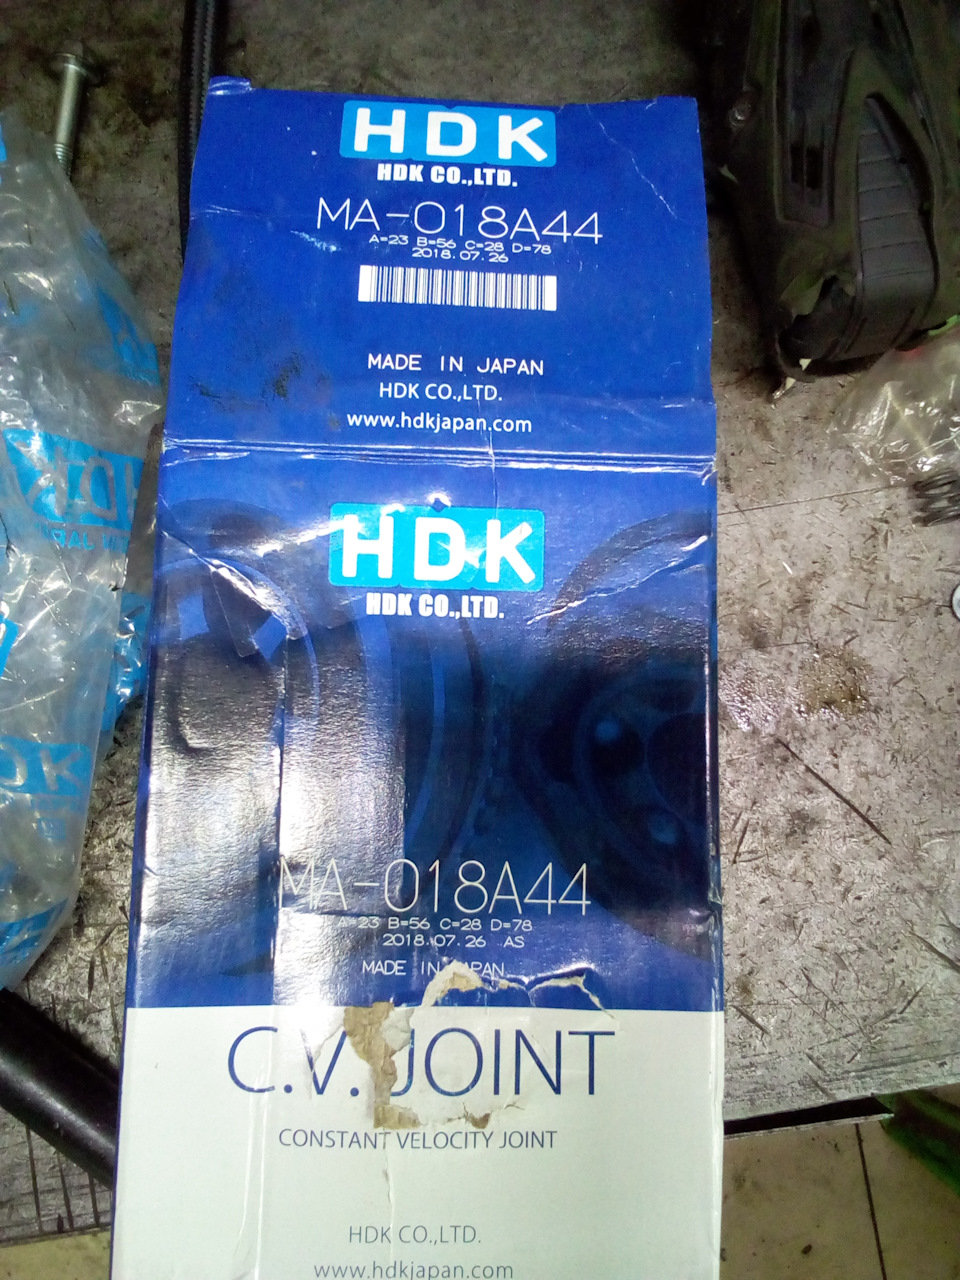 HDK
HDK CO.,LTD.
MA-018A44
A=23 B=56 C=28 D=78
2018.07.26
MADE IN JAPAN
HDK CO.,LTD.
www.hdkjapan.com
HDK
HDK CO.,LTD.
MA-018A44
A=23 B=56 C=28 D=78
2018.07.26 AS
MADE IN JAPAN
C.V. JOINT
CONSTANT VELOCITY JOINT
HDK CO.,LTD.
www.hdkjapan.com